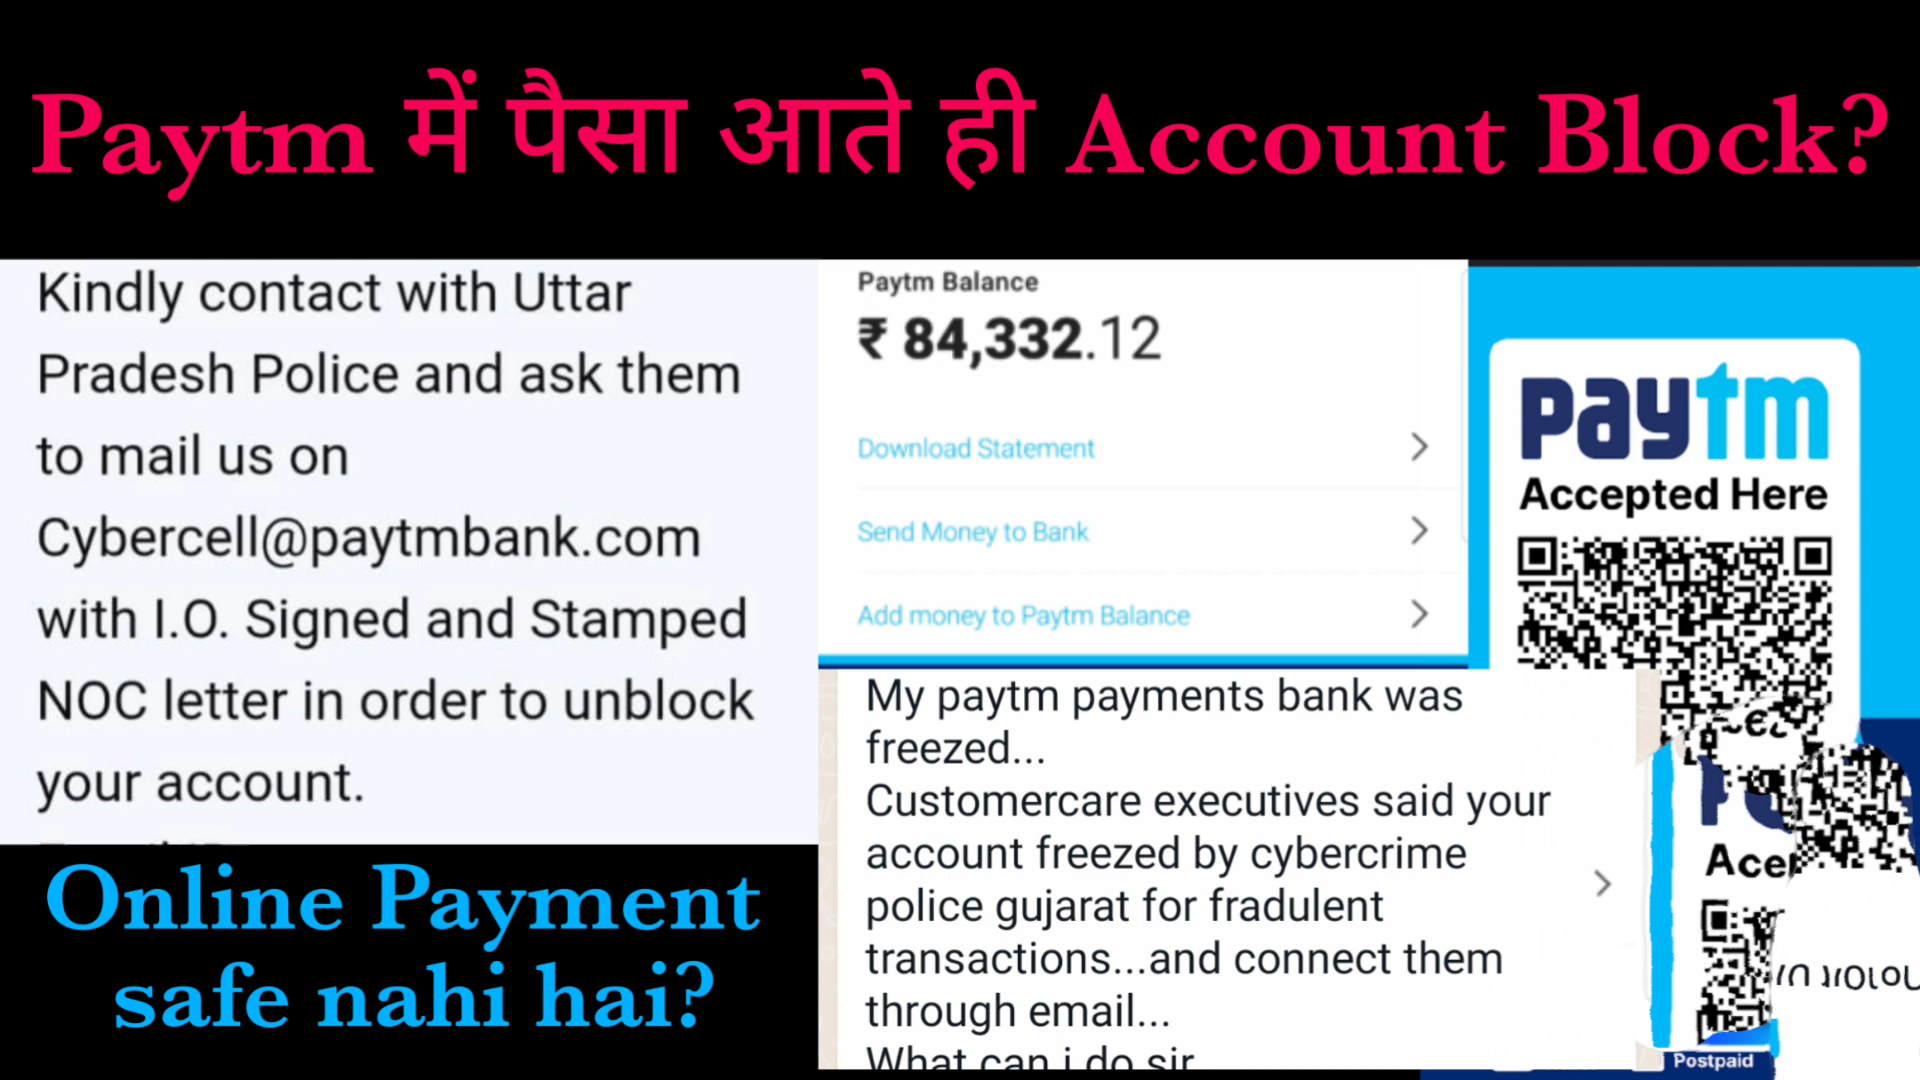 Paytm में पैसा आते ही Account Block?
Kindly contact with Uttar
Pradesh Police and ask them
to mail us on
Cybercell@paytmbank.com
with I.O. Signed and Stamped
NOC letter in order to unblock
your account.
Online Payment
safe nahi hai?
Paytm Balance
₹ 84,332.12
Download Statement
Send Money to Bank
Add money to Paytm Balance
My paytm payments bank was
freezed...
Customercare executives said your
account freezed by cybercrime
police gujarat for fradulent
transactions...and connect them
through email...
What can i do sir
paytm
Accepted Here
Postpaid